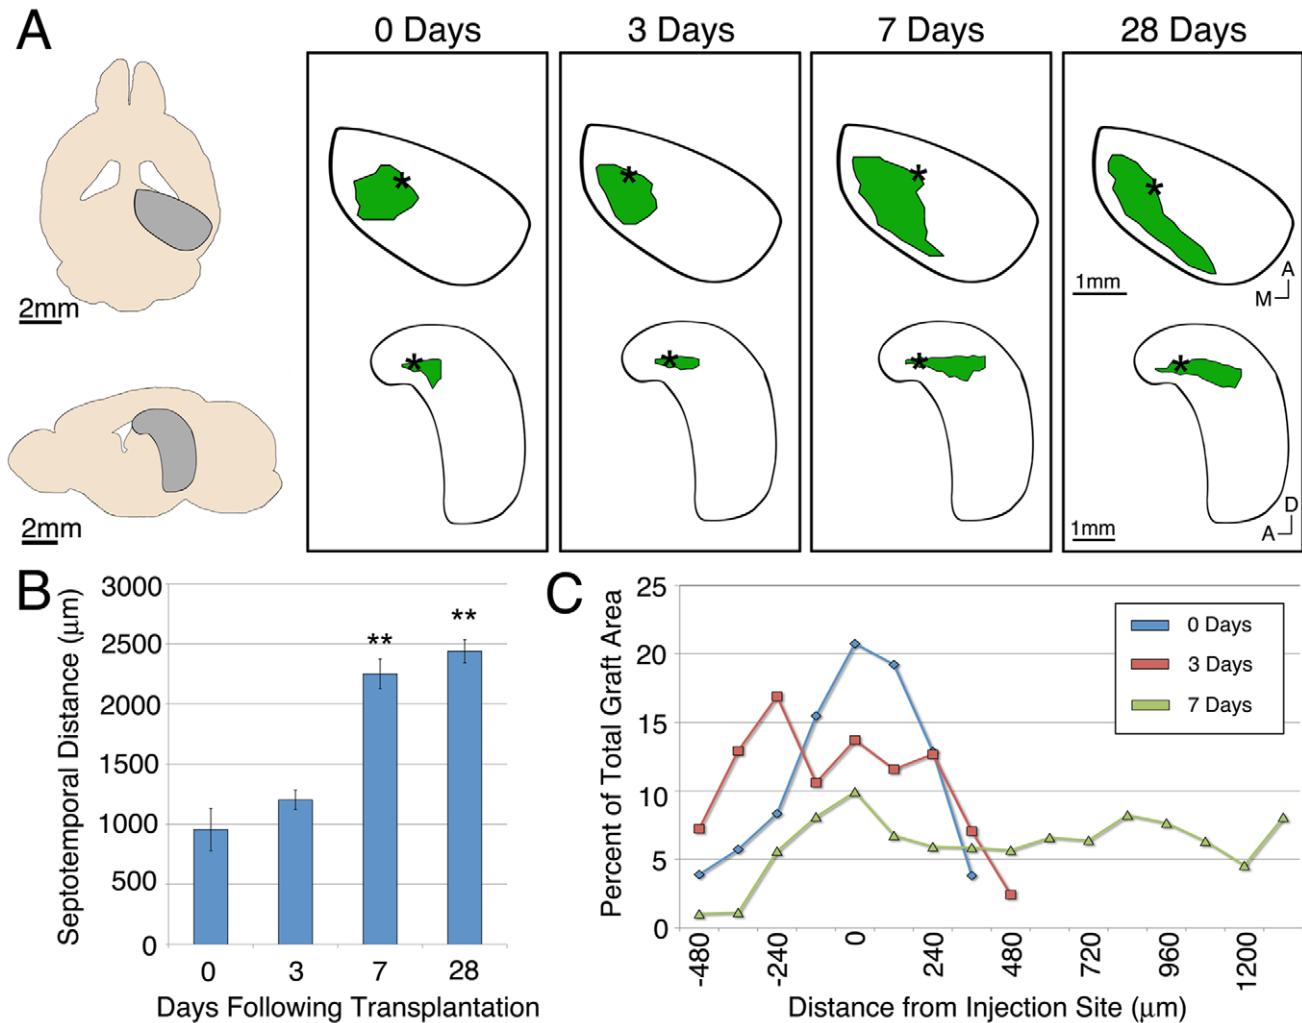 A
0 Days
3 Days
7 Days
28 Days
*
*
*
*
2mm
1mm
A
M
*
*
*
*
2mm
1mm
D
A
B
Septotemporal Distance (μm)
3000
2500
2000
1500
1000
500
0
**
**
0
3
7
28
Days Following Transplantation
C
Percent of Total Graft Area
25
20
15
10
5
0
0 Days
3 Days
7 Days
-480
-240
0
240
480
720
960
1200
Distance from Injection Site (μm)